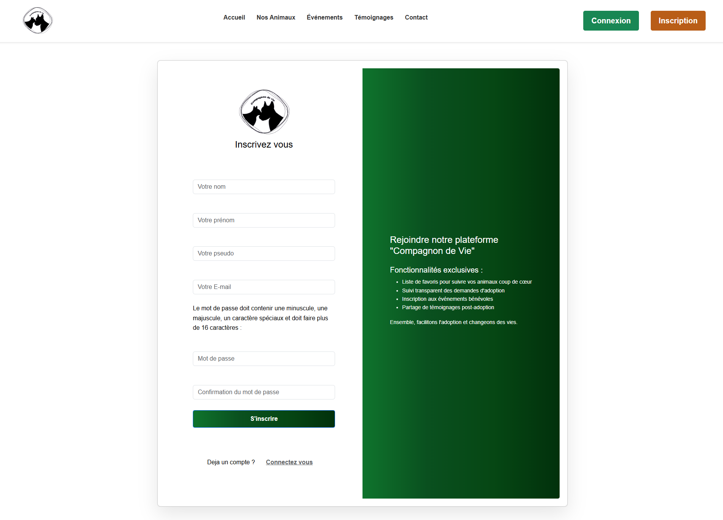 Accueil Nos Animaux Événements Témoignages Contact Connexion Inscription
Inscrivez vous
Votre nom
Votre prénom
Votre pseudo
Votre E-mail
Le mot de passe doit contenir une minuscule, une
majuscule, un caractère spéciaux et doit faire plus
de 16 caractères :
Mot de passe
Confirmation du mot de passe
S'inscrire
Deja un compte ? Connectez vous
Rejoindre notre plateforme
"Compagnon de Vie"
Fonctionnalités exclusives :
Liste de favoris pour suivre vos animaux coup de cœur
Suivi transparent des demandes d'adoption
Inscription aux événements bénévoles
Partage de témoignages post-adoption
Ensemble, facilitons l'adoption et changeons des vies.